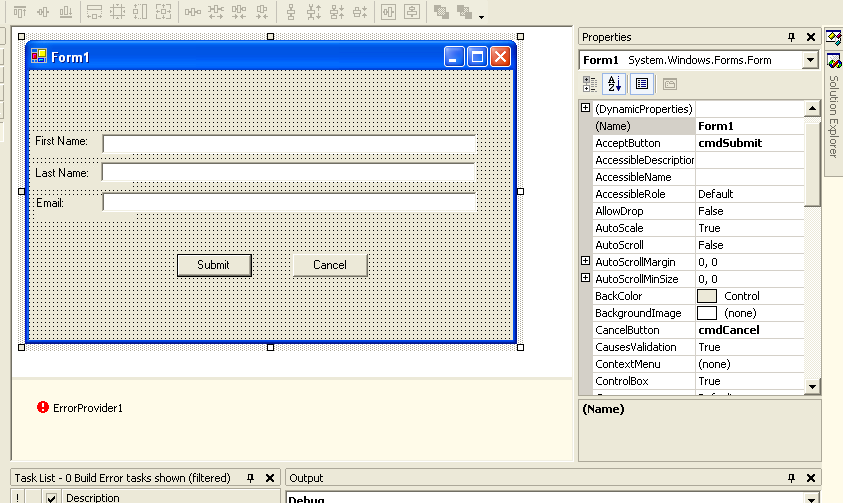 Form1
First Name:
Last Name:
Email:
Submit
Cancel
ErrorProvider1
Properties
Form1 System.Windows.Forms.Form
(DynamicProperties)
(Name) Form1
AcceptButton cmdSubmit
AccessibleDescription
AccessibleName
AccessibleRole Default
AllowDrop False
AutoScale True
AutoScroll False
AutoScrollMargin 0, 0
AutoScrollMinSize 0, 0
BackColor Control
BackgroundImage (none)
CancelButton cmdCancel
CausesValidation True
ContextMenu (none)
ControlBox True
(Name)
Solution Explorer
Task List - 0 Build Error tasks shown (filtered)
! Description
Output
Debug